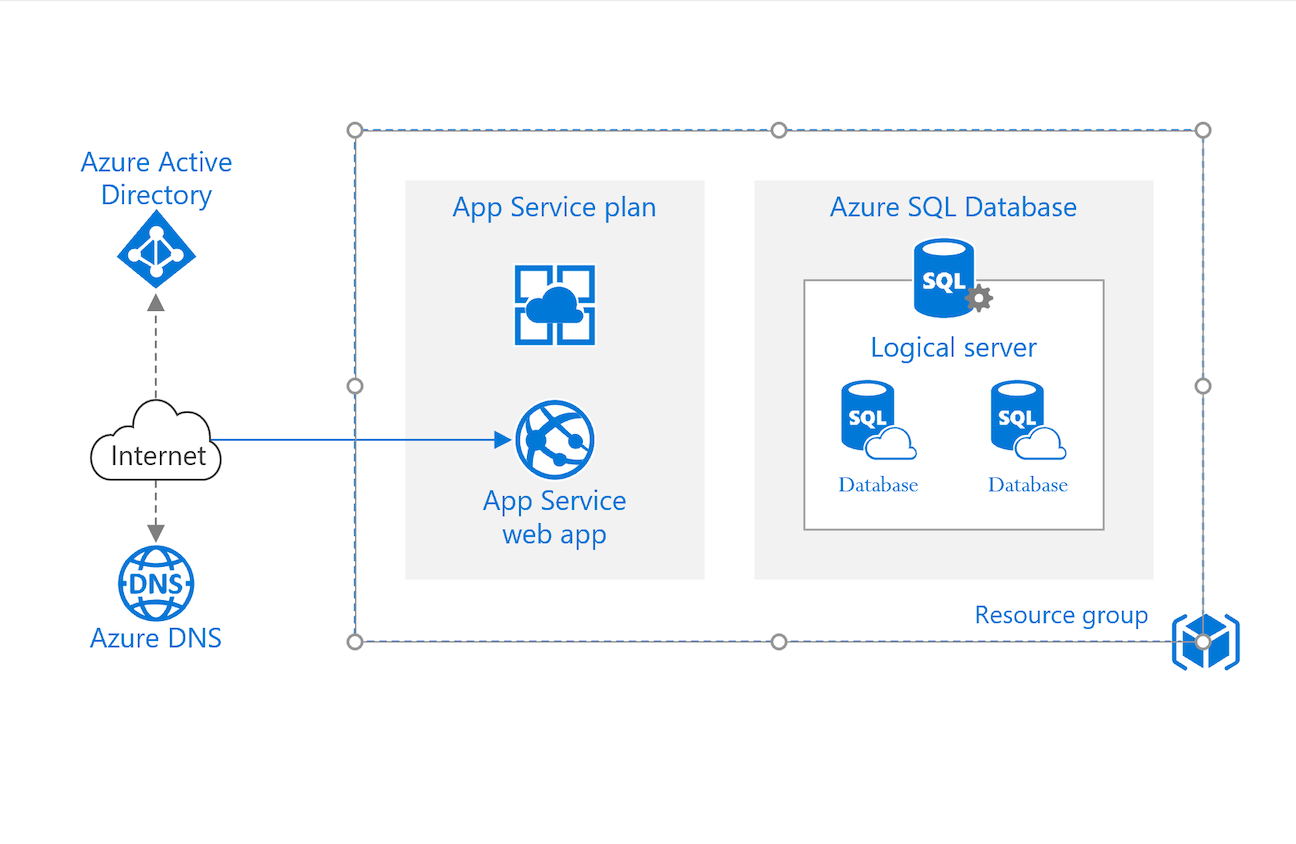 Azure Active
Directory
Internet
DNS
Azure DNS
App Service plan
App Service
web app
Azure SQL Database
SQL
Logical server
SQL
SQL
Database
Database
Resource group